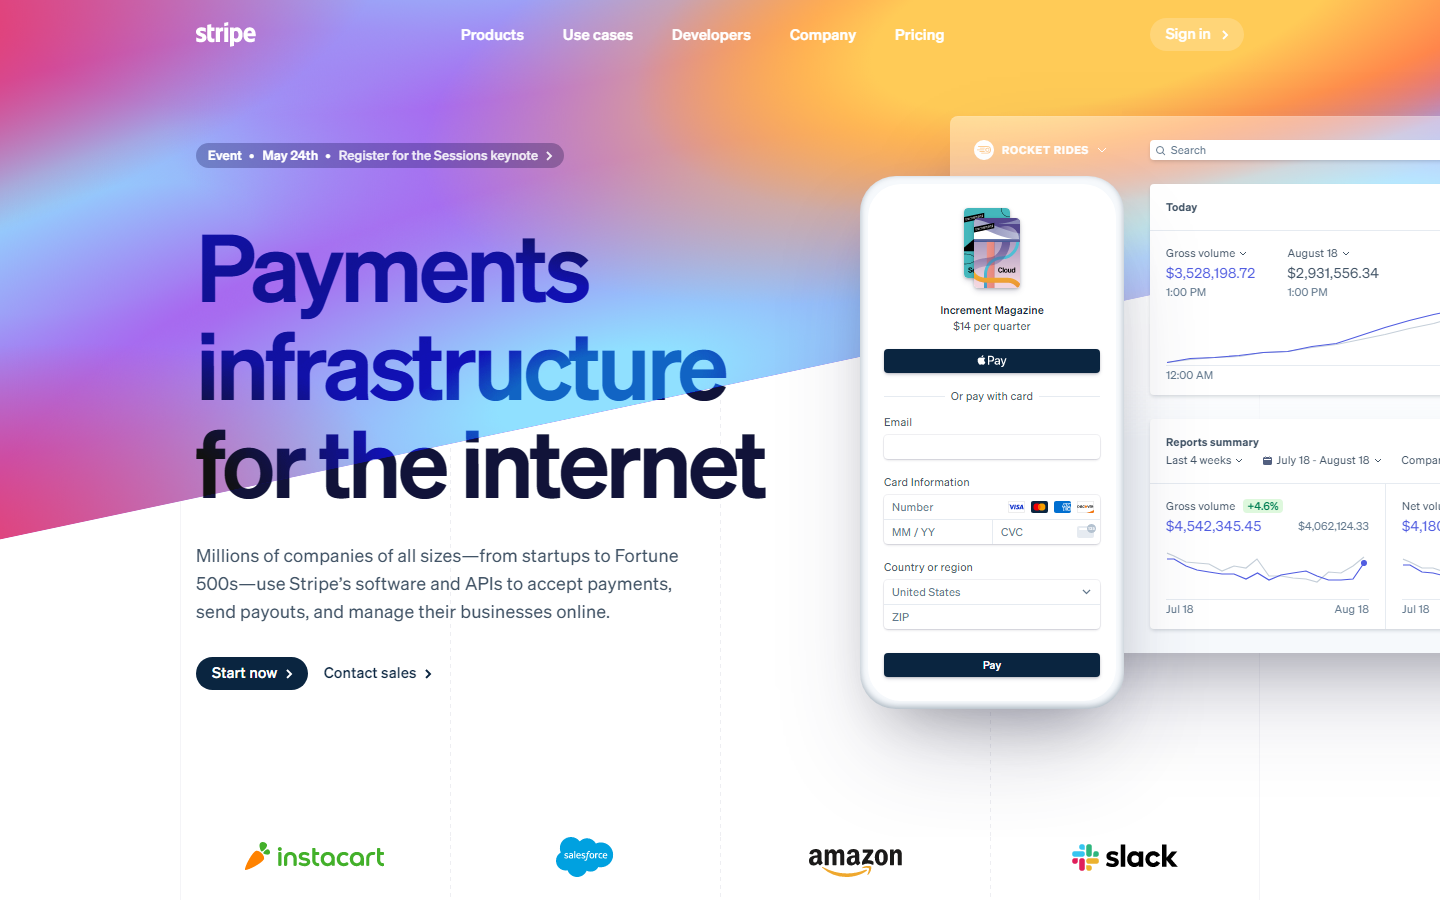 stripe
Products
Use cases
Developers
Company
Pricing
Sign in
Event • May 24th • Register for the Sessions keynote
Payments
infrastructure
for the internet
Millions of companies of all sizes—from startups to Fortune
500s—use Stripe’s software and APIs to accept payments,
send payouts, and manage their businesses online.
Start now
Contact sales
Cloud
Increment Magazine
$14 per quarter
Pay
Or pay with card
Email
Card Information
Number
VISA
DISCOVER
MM / YY
CVC
Country or region
United States
ZIP
Pay
ROCKET RIDES
Search
Today
Gross volume
August 18
$3,528,198.72
$2,931,556.34
1:00 PM
1:00 PM
12:00 AM
Reports summary
Last 4 weeks
July 18 - August 18
Gross volume
+4.6%
$4,542,345.45
$4,062,124.33
Jul 18
Aug 18
Jul 18
instacart
salesforce
amazon
slack